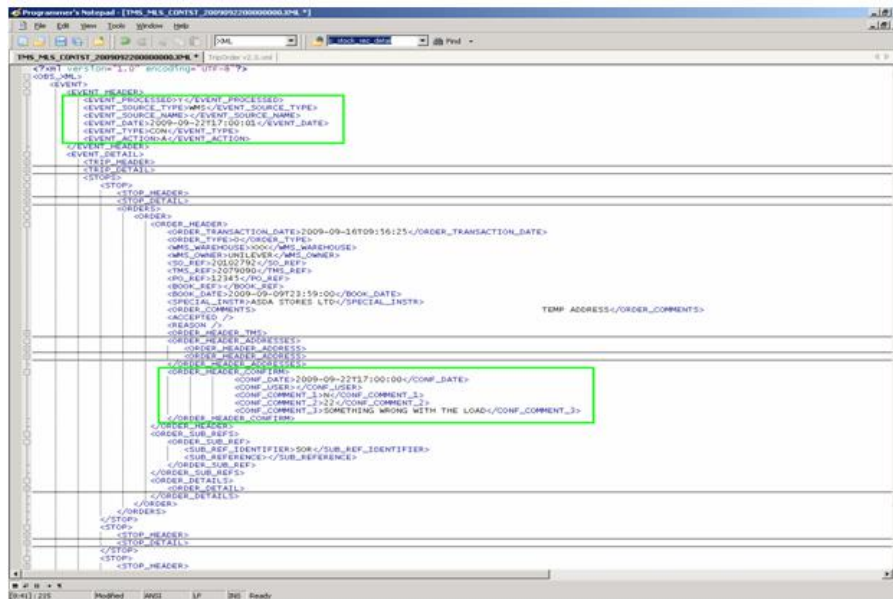 Programmer's Notepad - [TMS_MLS_CONTST_20090922000000000.XML *]
File Edit View Tools Window Help
XML stock_vez_detai Find
TMS_MLS_CONTST_20090922000000000.XML * TripOrder v2.3.xml
<?xml version="1.0" encoding="UTF-8"?>
<OBS_XML>
<EVENT>
<EVENT_HEADER>
<EVENT_PROCESSED>Y</EVENT_PROCESSED>
<EVENT_SOURCE_TYPE>WMS</EVENT_SOURCE_TYPE>
<EVENT_SOURCE_NAME></EVENT_SOURCE_NAME>
<EVENT_DATE>2009-09-22T17:00:01</EVENT_DATE>
<EVENT_TYPE>CON</EVENT_TYPE>
<EVENT_ACTION>A</EVENT_ACTION>
</EVENT_HEADER>
<EVENT_DETAIL>
<TRIP_HEADER>
<TRIP_DETAIL>
<STOPS>
<STOP>
<STOP_HEADER>
<STOP_DETAIL>
<ORDERS>
<ORDER>
<ORDER_HEADER>
<ORDER_TRANSACTION_DATE>2009-09-16T09:56:25</ORDER_TRANSACTION_DATE>
<ORDER_TYPE>O</ORDER_TYPE>
<WMS_WAREHOUSE>XXX</WMS_WAREHOUSE>
<WMS_OWNER>UNILEVER</WMS_OWNER>
<SO_REF>20102792</SO_REF>
<TMS_REF>2079090</TMS_REF>
<PO_REF>12345</PO_REF>
<BOOK_REF></BOOK_REF>
<BOOK_DATE>2009-09-09T23:59:00</BOOK_DATE>
<SPECIAL_INSTR>ASDA STORES LTD</SPECIAL_INSTR>
<ORDER_COMMENTS> TEMP ADDRESS</ORDER_COMMENTS>
<ACCEPTED />
<REASON />
<ORDER_HEADER_TMS>
<ORDER_HEADER_ADDRESSES>
<ORDER_HEADER_ADDRESS>
<ORDER_HEADER_ADDRESS>
</ORDER_HEADER_ADDRESSES>
<ORDER_HEADER_CONFIRM>
<CONF_DATE>2009-09-22T17:00:00</CONF_DATE>
<CONF_USER></CONF_USER>
<CONF_COMMENT_1>N</CONF_COMMENT_1>
<CONF_COMMENT_2>22</CONF_COMMENT_2>
<CONF_COMMENT_3>SOMETHING WRONG WITH THE LOAD</CONF_COMMENT_3>
</ORDER_HEADER_CONFIRM>
</ORDER_HEADER>
<ORDER_SUB_REFS>
<ORDER_SUB_REF>
<SUB_REF_IDENTIFIER>SOR</SUB_REF_IDENTIFIER>
<SUB_REFERENCE></SUB_REFERENCE>
</ORDER_SUB_REF>
</ORDER_SUB_REFS>
<ORDER_DETAILS>
<ORDER_DETAIL>
</ORDER_DETAILS>
</ORDER>
</ORDERS>
</STOP>
<STOP>
<STOP_HEADER>
<STOP_DETAIL>
</STOP>
<STOP>
<STOP_HEADER>
[9:41] : 215 Modified ANSI LF INS Ready